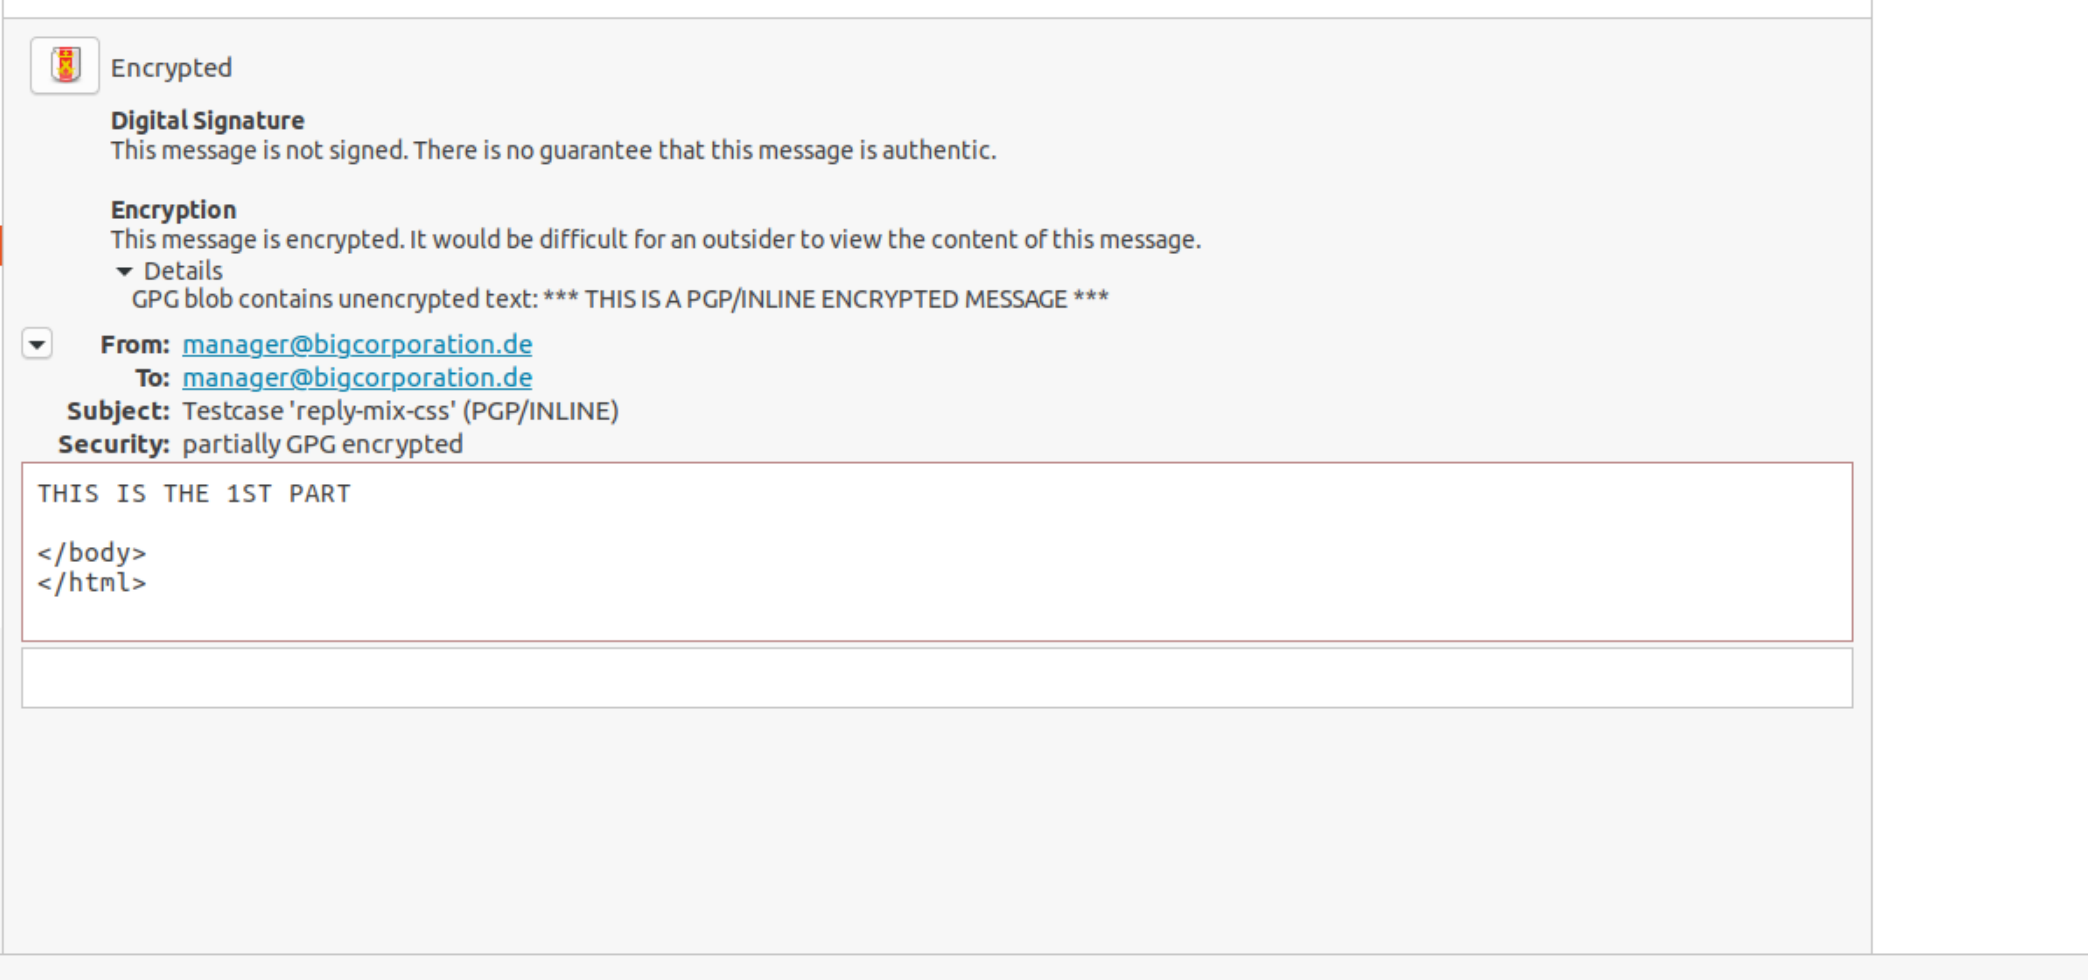 Encrypted
Digital Signature
This message is not signed. There is no guarantee that this message is authentic.
Encryption
This message is encrypted. It would be difficult for an outsider to view the content of this message.
Details
GPG blob contains unencrypted text: *** THIS IS A PGP/INLINE ENCRYPTED MESSAGE ***
From: manager@bigcorporation.de
To: manager@bigcorporation.de
Subject: Testcase 'reply-mix-css' (PGP/INLINE)
Security: partially GPG encrypted
THIS IS THE 1ST PART
</body>
</html>